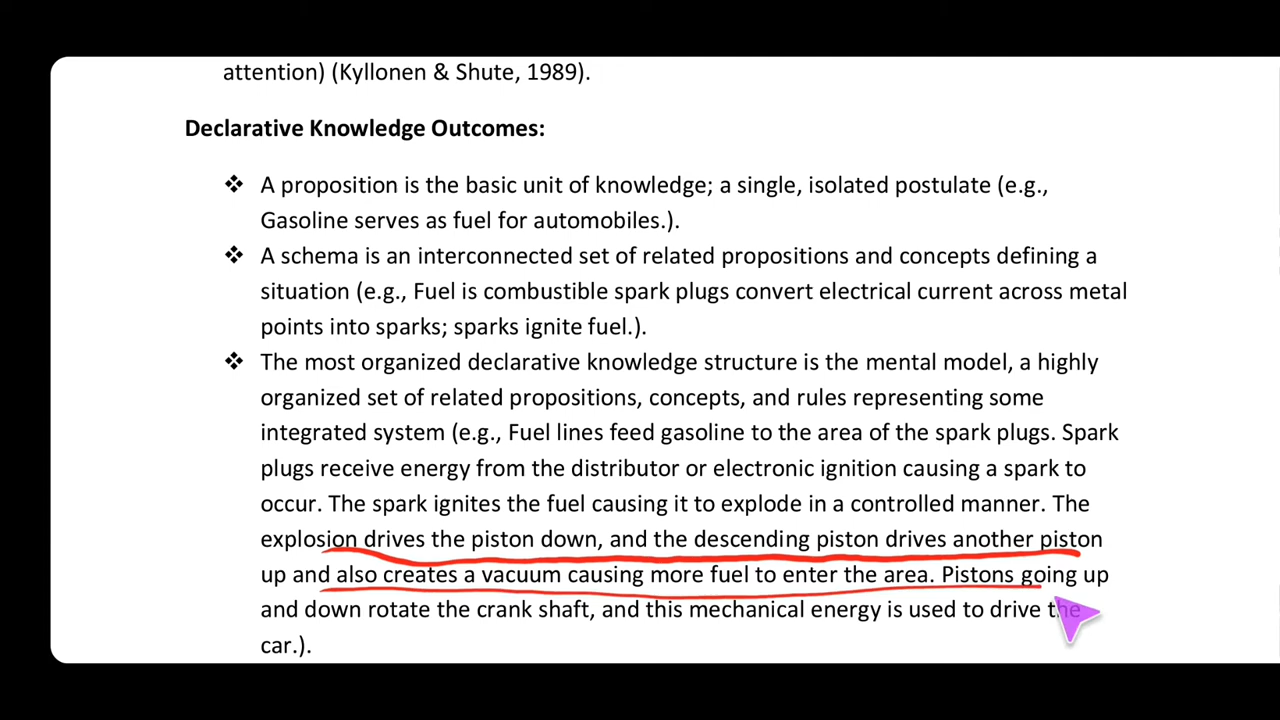 attention) (Kyllonen & Shute, 1989).
Declarative Knowledge Outcomes:
❖ A proposition is the basic unit of knowledge; a single, isolated postulate (e.g.,
Gasoline serves as fuel for automobiles.).
❖ A schema is an interconnected set of related propositions and concepts defining a
situation (e.g., Fuel is combustible spark plugs convert electrical current across metal
points into sparks; sparks ignite fuel.).
❖ The most organized declarative knowledge structure is the mental model, a highly
organized set of related propositions, concepts, and rules representing some
integrated system (e.g., Fuel lines feed gasoline to the area of the spark plugs. Spark
plugs receive energy from the distributor or electronic ignition causing a spark to
occur. The spark ignites the fuel causing it to explode in a controlled manner. The
explosion drives the piston down, and the descending piston drives another piston
up and also creates a vacuum causing more fuel to enter the area. Pistons going up
and down rotate the crank shaft, and this mechanical energy is used to drive the
car.).